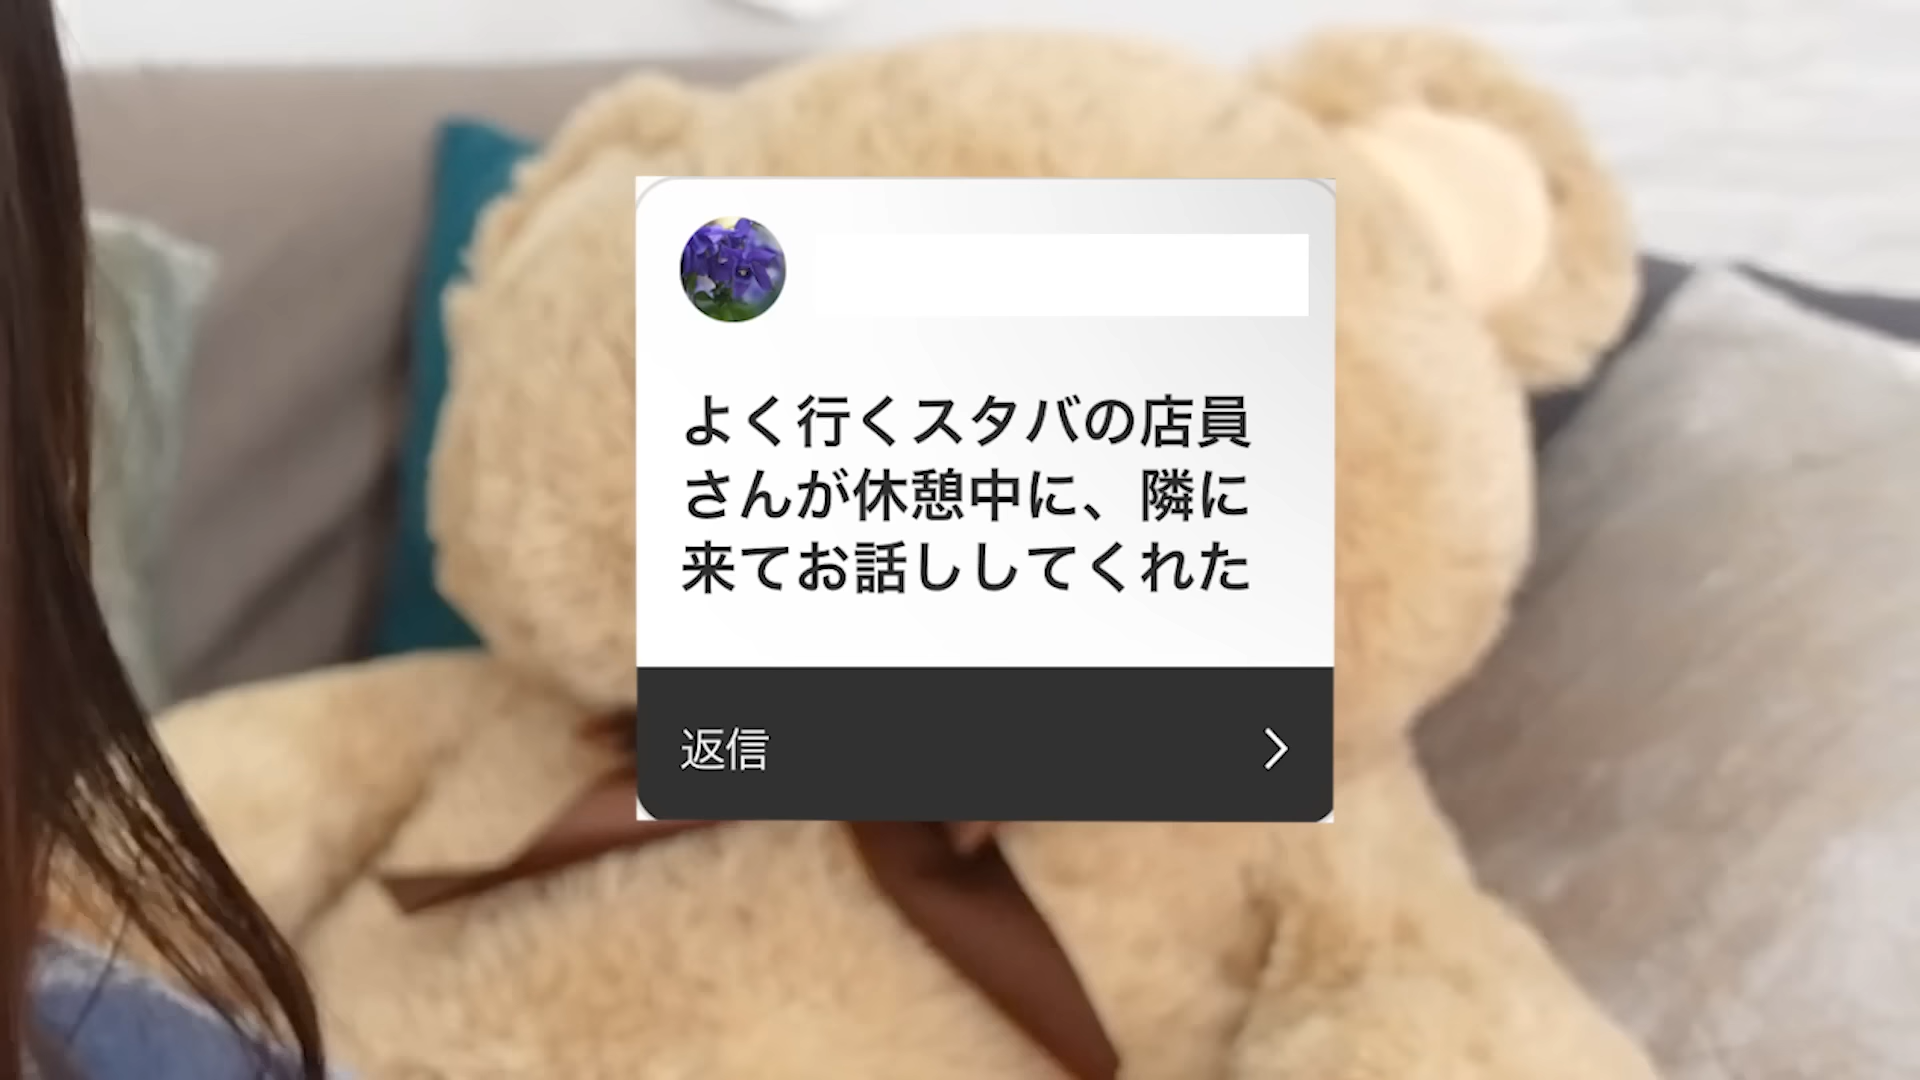 よく行くスタバの店員
さんが休憩中に、隣に
来てお話ししてくれた
返信